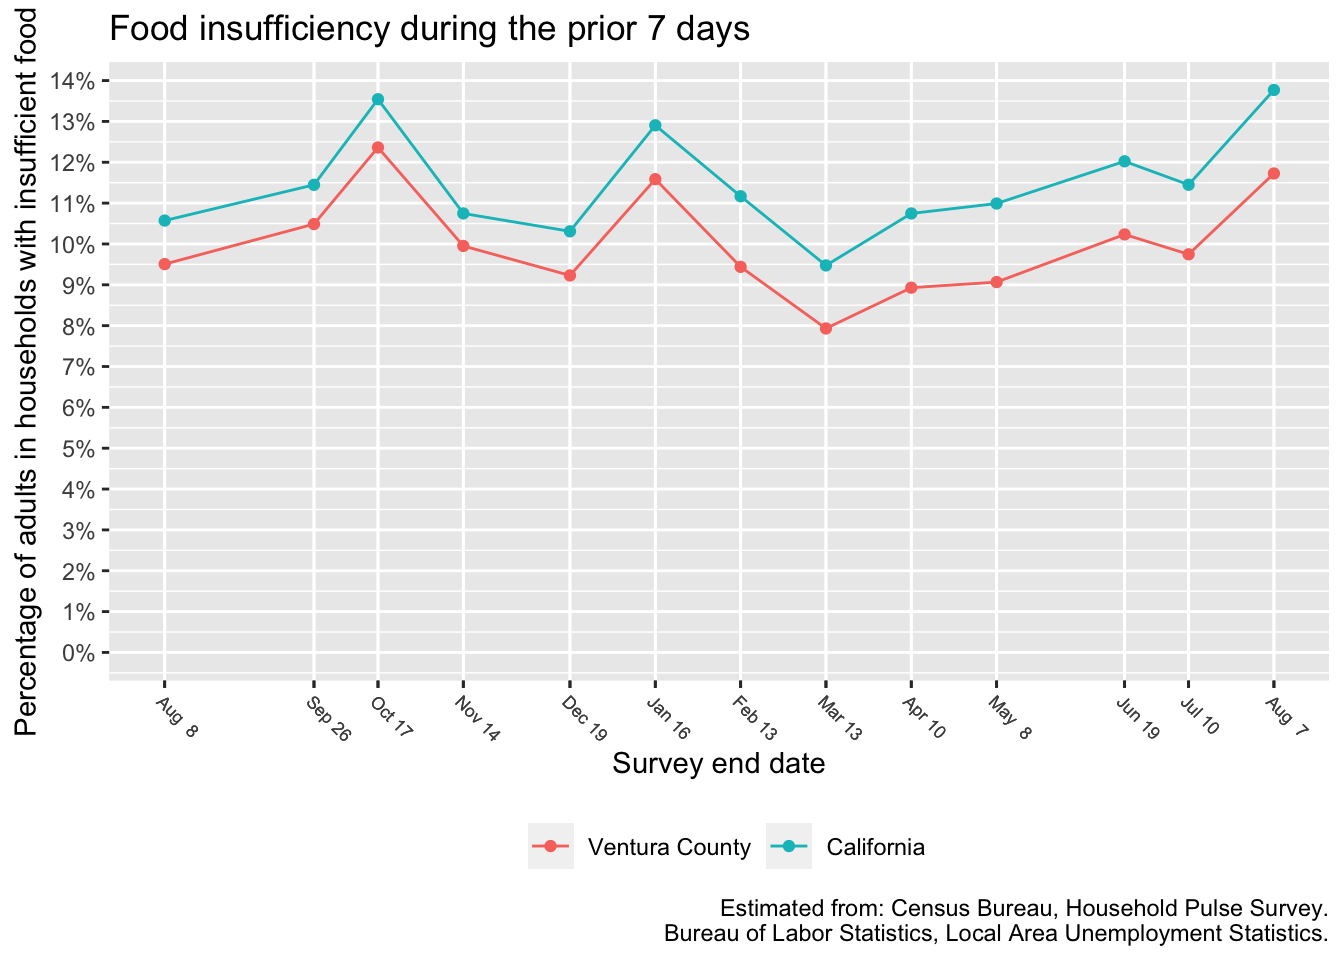 Food insufficiency during the prior 7 days
Percentage of adults in households with insufficient food
14%
13%
12%
11%
10%
9%
8%
7%
6%
5%
4%
3%
2%
1%
0%
Aug  8
Sep 26
Oct 17
Nov 14
Dec 19
Jan 16
Feb 13
Mar 13
Apr 10
May  8
Jun 19
Jul 10
Aug  7
Survey end date
Ventura County
California
Estimated from: Census Bureau, Household Pulse Survey.
Bureau of Labor Statistics, Local Area Unemployment Statistics.